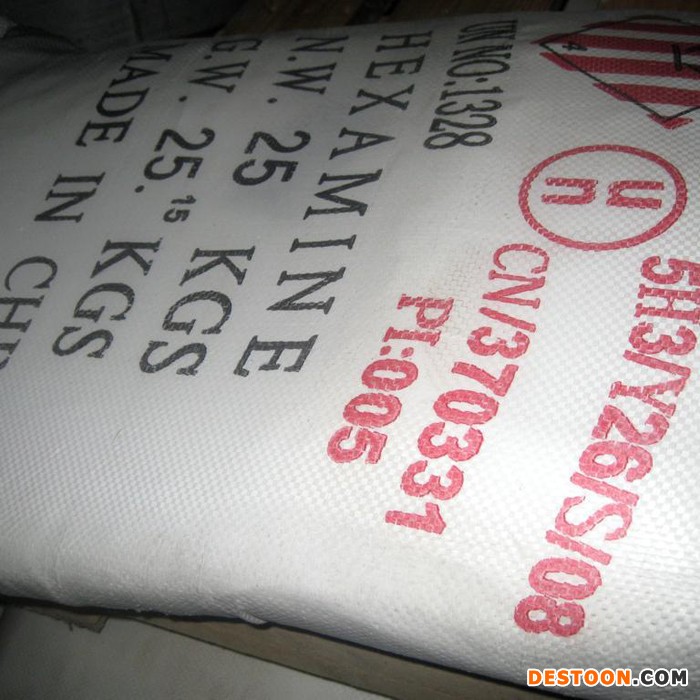 UN NO:1328
HEXAMINE
N.W. 25 KGS
G.W. 25.15 KGS
MADE IN
4
un
5H3/Y26/S/08
CN/370331
PI:005
DESTOON.COM